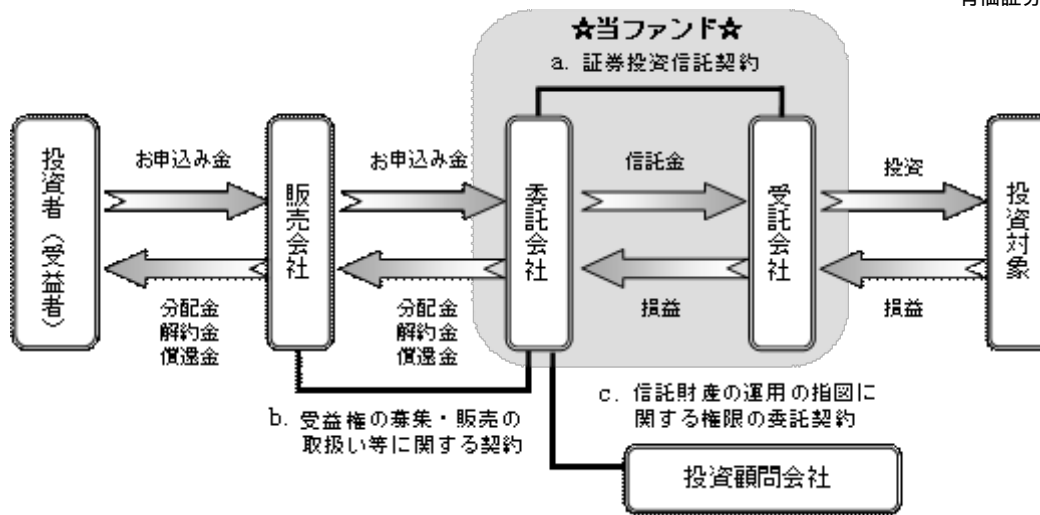 ☆当ファンド☆
a. 証券投資信託契約
投資者(受益者)
お申込み金
販売会社
お申込み金
委託会社
信託金
受託会社
投資
投資対象
分配金
解約金
償還金
分配金
解約金
償還金
損益
損益
b. 受益権の募集・販売の
取扱い等に関する契約
c. 信託財産の運用の指図に
関する権限の委託契約
投資顧問会社